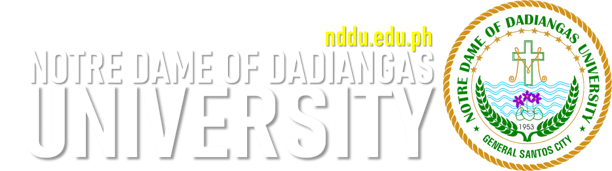 nddu.edu.ph
NOTRE DAME OF DADIANGAS
UNIVERSITY
NOTRE DAME OF DADIANGAS UNIVERSITY
1953
GENERAL SANTOS CITY